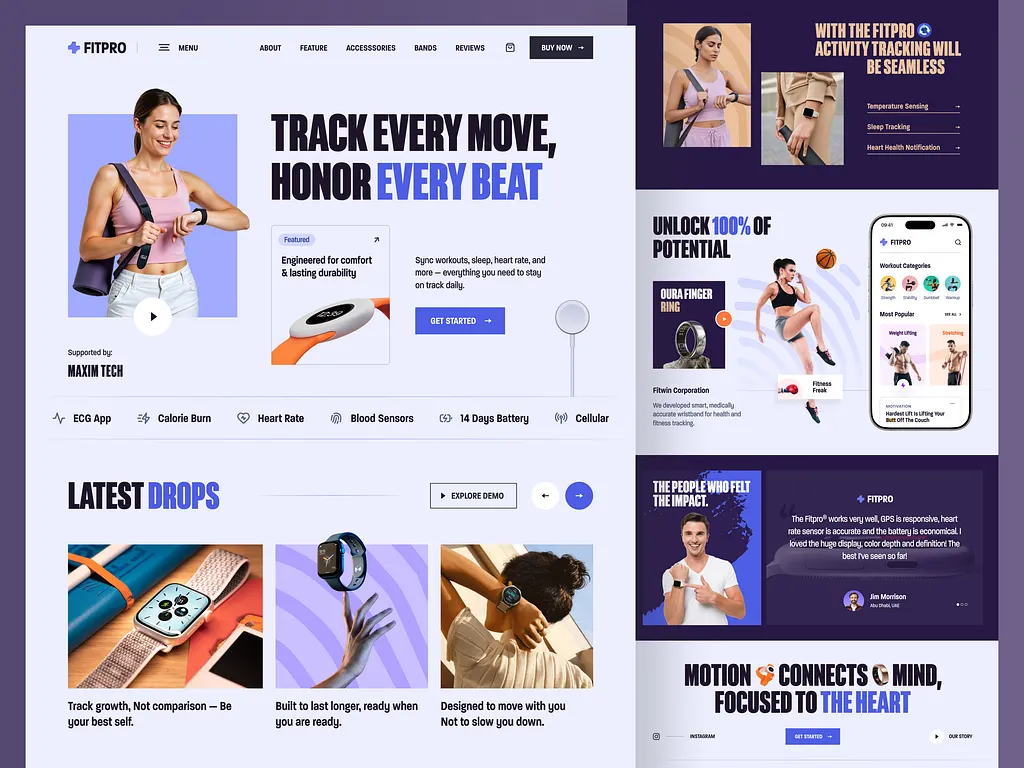 FITPRO
MENU
ABOUT
FEATURE
ACCESSSORIES
BANDS
REVIEWS
BUY NOW
TRACK EVERY MOVE,
HONOR EVERY BEAT
Featured
Engineered for comfort
& lasting durability
FITPRO
Sync workouts, sleep, heart rate, and
more — everything you need to stay
on track daily.
GET STARTED
Supported by:
MAXIM TECH
ECG App
Calorie Burn
Heart Rate
Blood Sensors
14 Days Battery
Cellular
LATEST DROPS
EXPLORE DEMO
Track growth, Not comparison — Be
your best self.
Built to last longer, ready when
you are ready.
Designed to move with you
Not to slow you down.
WITH THE FITPRO
ACTIVITY TRACKING WILL
BE SEAMLESS
Temperature Sensing
Sleep Tracking
Heart Health Notification
UNLOCK 100% OF
POTENTIAL
OURA FINGER
RING
Fitwin Corporation
We developed smart, medically
accurate wristband for health and
fitness tracking.
Fitness
Freak
09:41
FITPRO
Workout Categories
Strength
Stability
Dumbbell
Warmup
Most Popular
SEE ALL
Weight Lifting
Stretching
MOTIVATION
Hardest Lift Is Lifting Your
Butt Off The Couch
THE PEOPLE WHO FELT
THE IMPACT.
FITPRO
The Fitpro® works very well, GPS is responsive, heart
rate sensor is accurate and the battery is economical. I
loved the huge display, color depth and definition! The
best I've seen so far!
Jim Morrison
Abu Dhabi, UAE
MOTION CONNECTS MIND,
FOCUSED TO THE HEART
INSTAGRAM
GET STARTED
OUR STORY